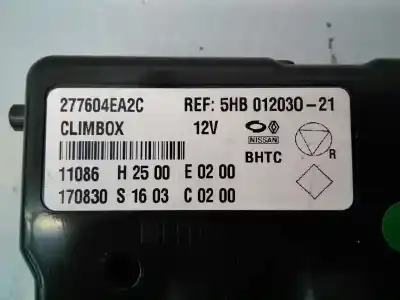 277604EA2C REF: 5HB 012030-21
CLIMBOX 12V
NISSAN
BHTC R
11086 H 25 00 E 02 00
170830 S 16 03 C 02 00